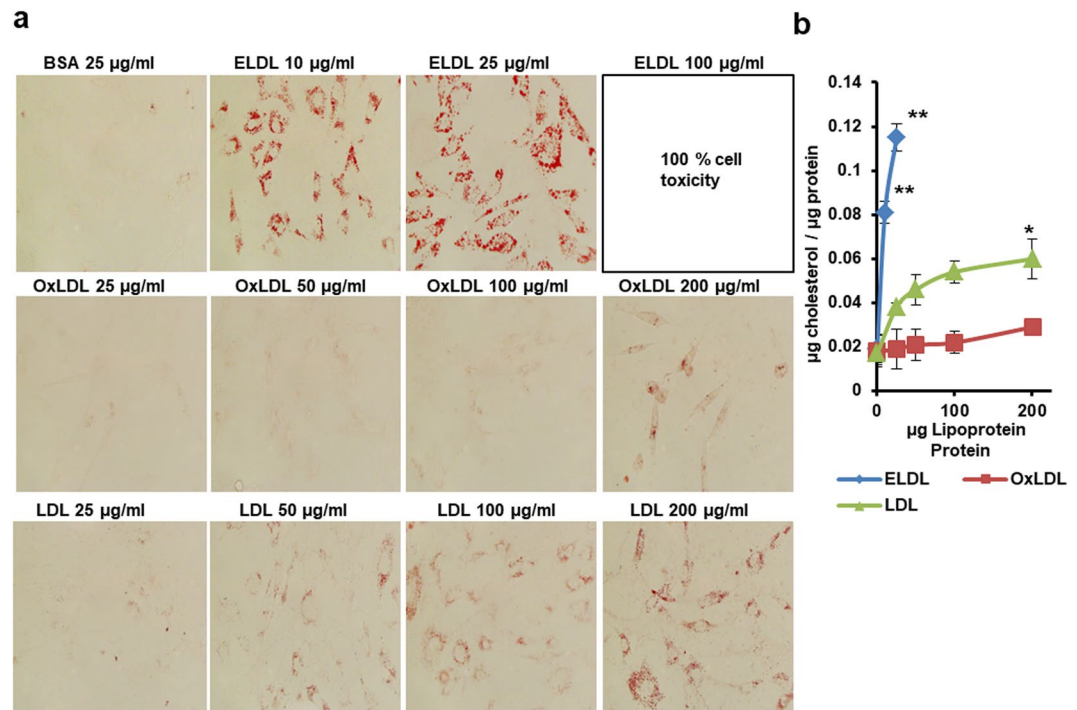 a
BSA 25 µg/ml
ELDL 10 µg/ml
ELDL 25 µg/ml
ELDL 100 µg/ml
100 % cell
toxicity
OxLDL 25 µg/ml
OxLDL 50 µg/ml
OxLDL 100 µg/ml
OxLDL 200 µg/ml
LDL 25 µg/ml
LDL 50 µg/ml
LDL 100 µg/ml
LDL 200 µg/ml
b
µg cholesterol / µg protein
0.14
0.12
0.1
0.08
0.06
0.04
0.02
0
**
**
*
0 100 200
µg Lipoprotein
Protein
ELDL
OxLDL
LDL